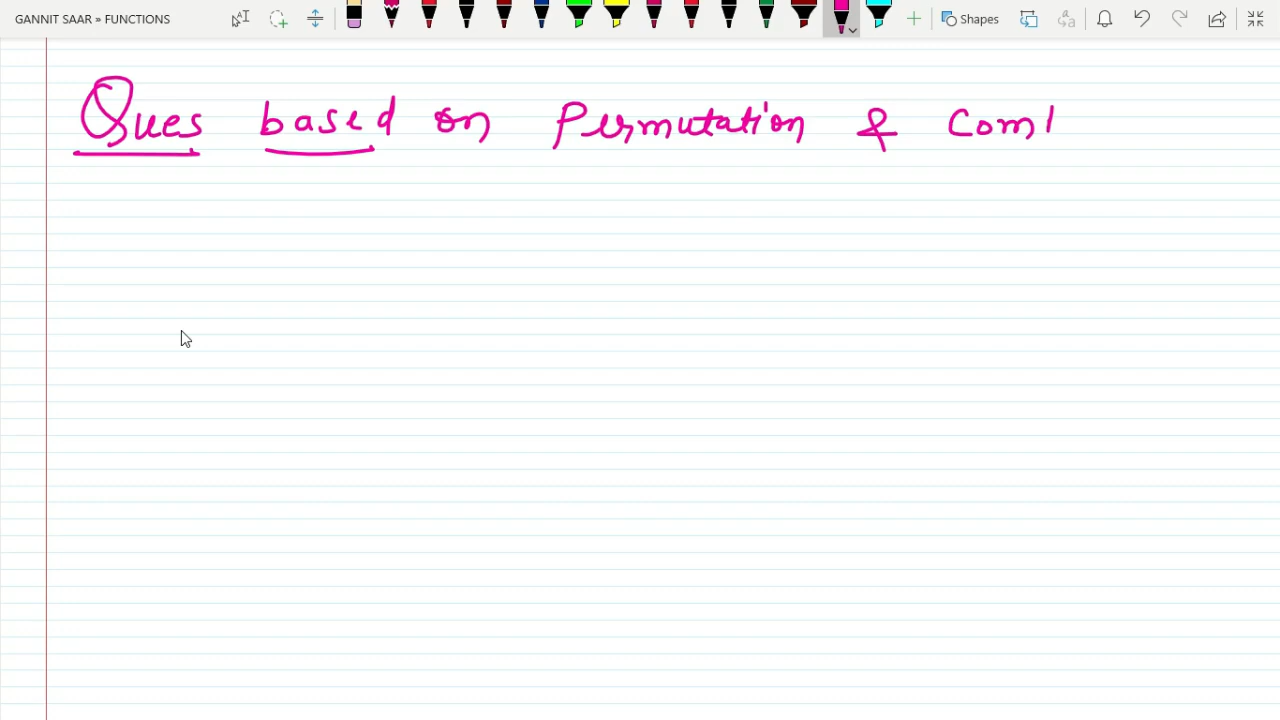 GANNIT SAAR » FUNCTIONS
Shapes
Ques based on Permutation & Com